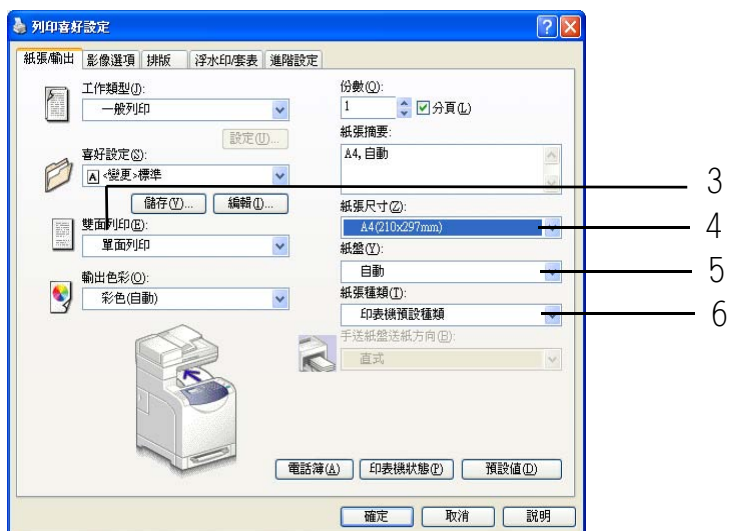 列印喜好設定
紙張/輸出 影像選項 排版 浮水印/套表 進階設定
工作類型(J):
一般列印
設定(U)...
喜好設定(S):
A <變更>標準
儲存(V)... 編輯(I)...
雙面列印(E):
單面列印
輸出色彩(O):
彩色(自動)
份數(Q):
1 分頁(L)
紙張摘要:
A4, 自動
紙張尺寸(Z):
A4(210x297mm)
紙盤(Y):
自動
紙張種類(T):
印表機預設種類
手送紙盤送紙方向(B):
直式
3
4
5
6
電話簿(A) 印表機狀態(P) 預設值(D)
確定 取消 說明